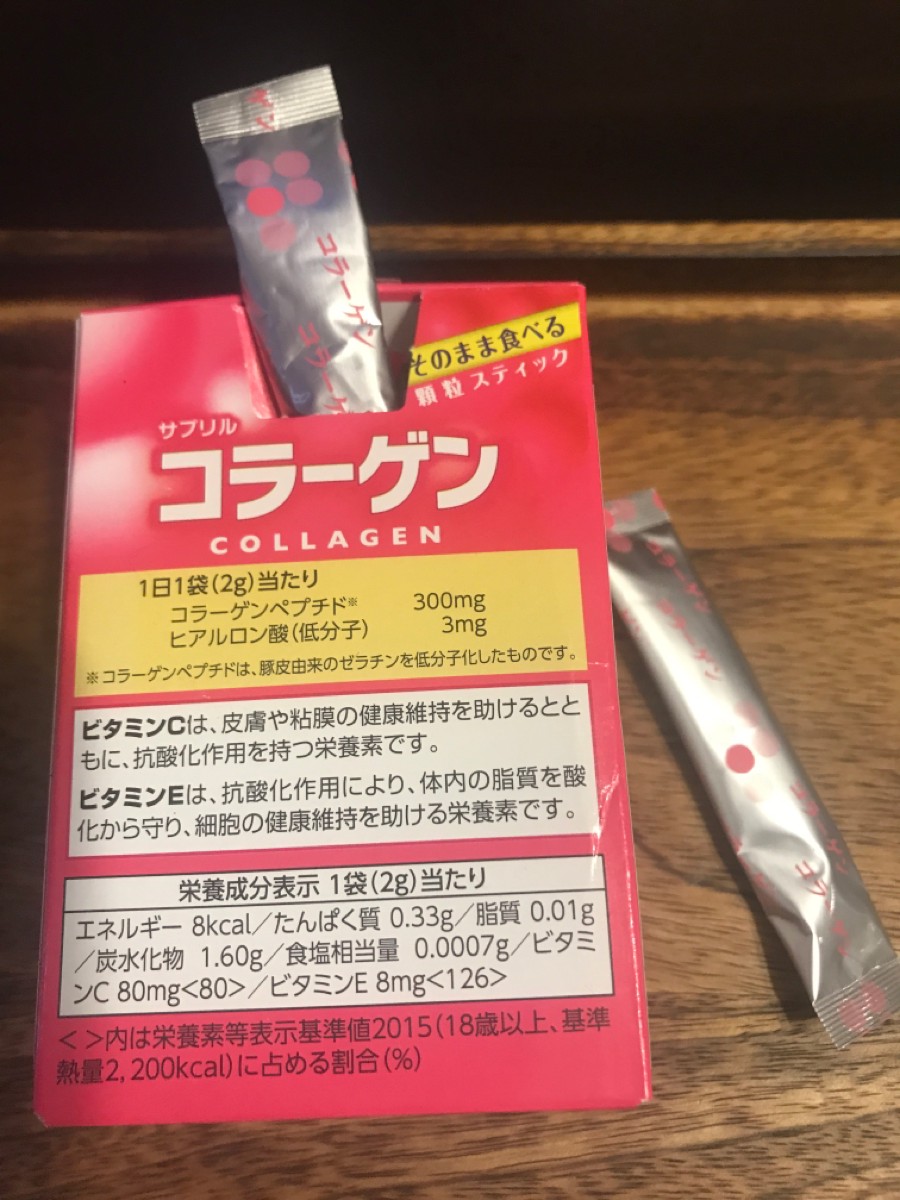 ゲン
コラーゲン
コラーゲ
そのまま食べる
顆粒スティック
サプリル
コラーゲン
COLLAGEN
1日1袋(2g)当たり
コラーゲンペプチド※ 300mg
ヒアルロン酸(低分子) 3mg
※コラーゲンペプチドは、豚皮由来のゼラチンを低分子化したものです。
ビタミンCは、皮膚や粘膜の健康維持を助けるとと
もに、抗酸化作用を持つ栄養素です。
ビタミンEは、抗酸化作用により、体内の脂質を酸
化から守り、細胞の健康維持を助ける栄養素です。
栄養成分表示 1袋(2g)当たり
エネルギー 8kcal/たんぱく質 0.33g/脂質 0.01g
/炭水化物 1.60g/食塩相当量 0.0007g/ビタミ
ンC 80mg<80>/ビタミンE 8mg<126>
< >内は栄養素等表示基準値2015(18歳以上、基準
熱量2,200kcal)に占める割合(%)
コラーゲン